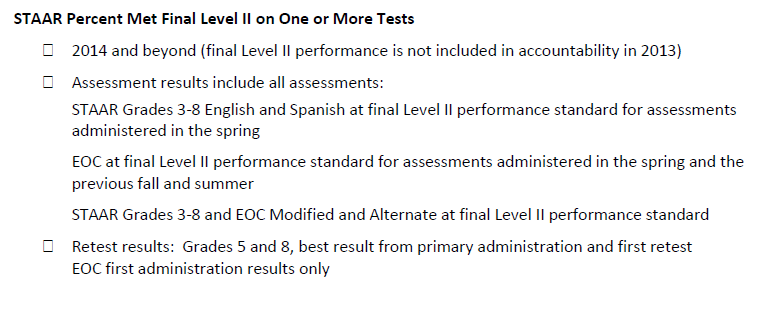 STAAR Percent Met Final Level II on One or More Tests
2014 and beyond (final Level II performance is not included in accountability in 2013)
Assessment results include all assessments:
STAAR Grades 3-8 English and Spanish at final Level II performance standard for assessments
administered in the spring
EOC at final Level II performance standard for assessments administered in the spring and the
previous fall and summer
STAAR Grades 3-8 and EOC Modified and Alternate at final Level II performance standard
Retest results: Grades 5 and 8, best result from primary administration and first retest
EOC first administration results only